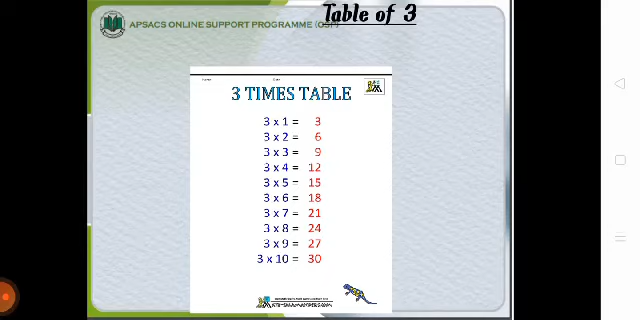 Table of 3
APSACS ONLINE SUPPORT PROGRAMME (OSP)
Name
Date
3 TIMES TABLE
3 x 1 = 3
3 x 2 = 6
3 x 3 = 9
3 x 4 = 12
3 x 5 = 15
3 x 6 = 18
3 x 7 = 21
3 x 8 = 24
3 x 9 = 27
3 x 10 = 30